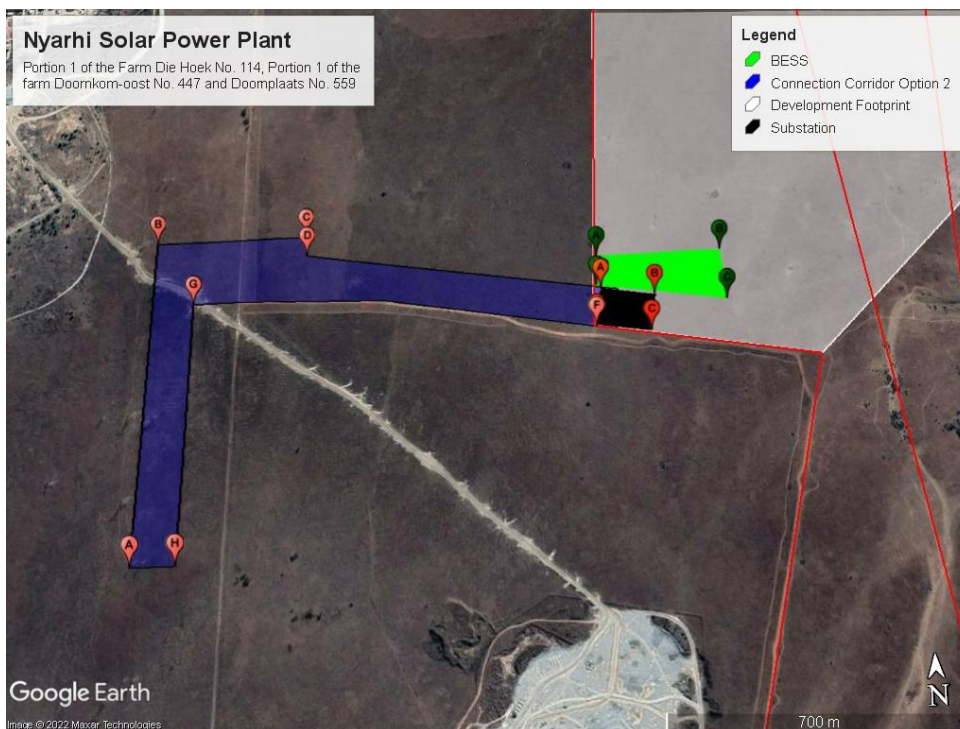 Nyarhi Solar Power Plant
Portion 1 of the Farm Die Hoek No. 114, Portion 1 of the
farm Doornkom-oost No. 447 and Doornplaats No. 559
Legend
BESS
Connection Corridor Option 2
Development Footprint
Substation
B
C
D
G
A
H
A
B
C
A
B
F
C
Google Earth
Image © 2022 Maxar Technologies
700 m
N